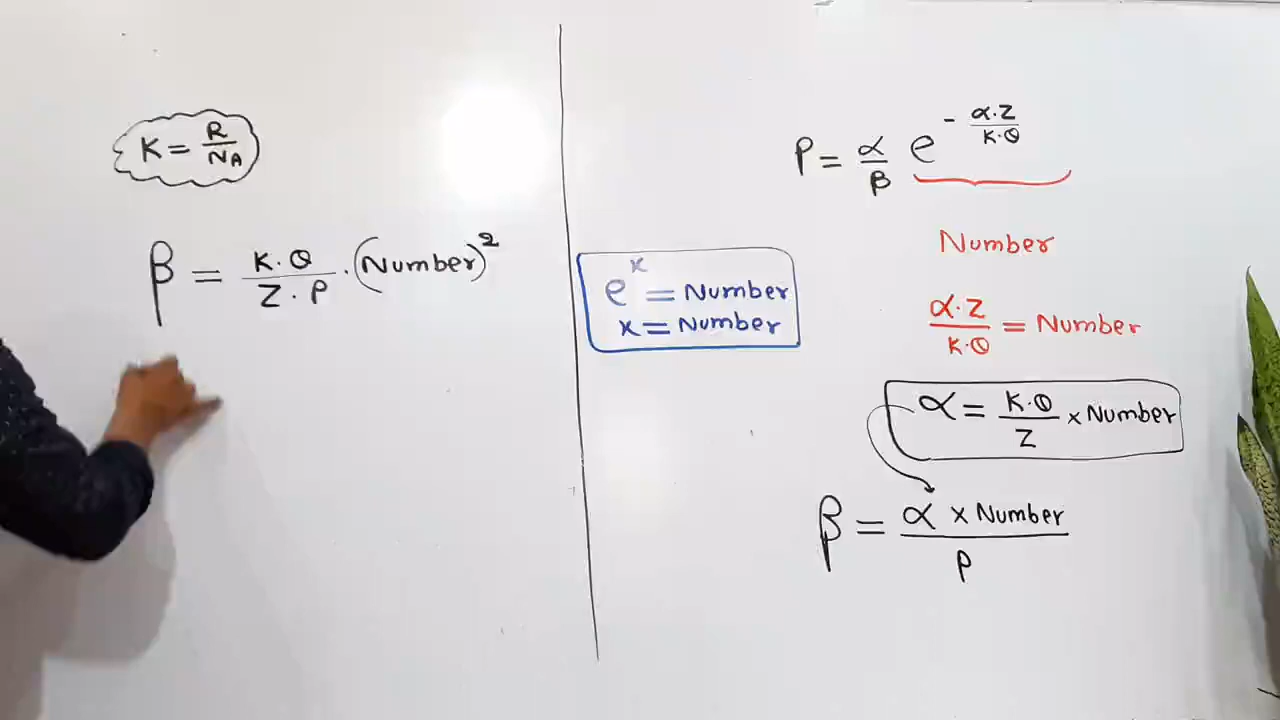 K = R/N_A
β = K·θ/Z·P · (Number)²
e^x = Number
x = Number
P = α/β e^(- α·Z/K·θ)
Number
α·Z/K·θ = Number
α = K·θ/Z × Number
β = α × Number/P